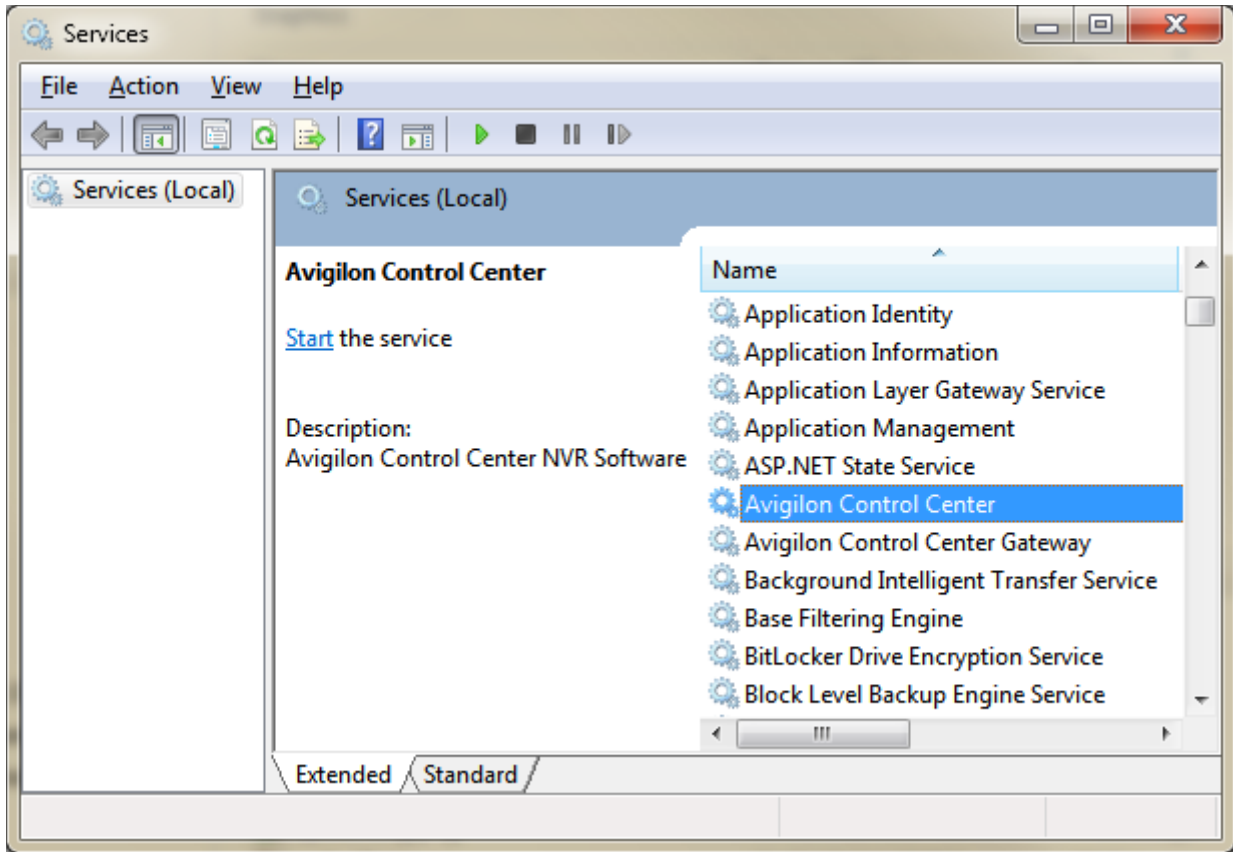 Services
File Action View Help
Services (Local)
Services (Local)
Avigilon Control Center
Start the service
Description:
Avigilon Control Center NVR Software
Name
Application Identity
Application Information
Application Layer Gateway Service
Application Management
ASP.NET State Service
Avigilon Control Center
Avigilon Control Center Gateway
Background Intelligent Transfer Service
Base Filtering Engine
BitLocker Drive Encryption Service
Block Level Backup Engine Service
Extended Standard